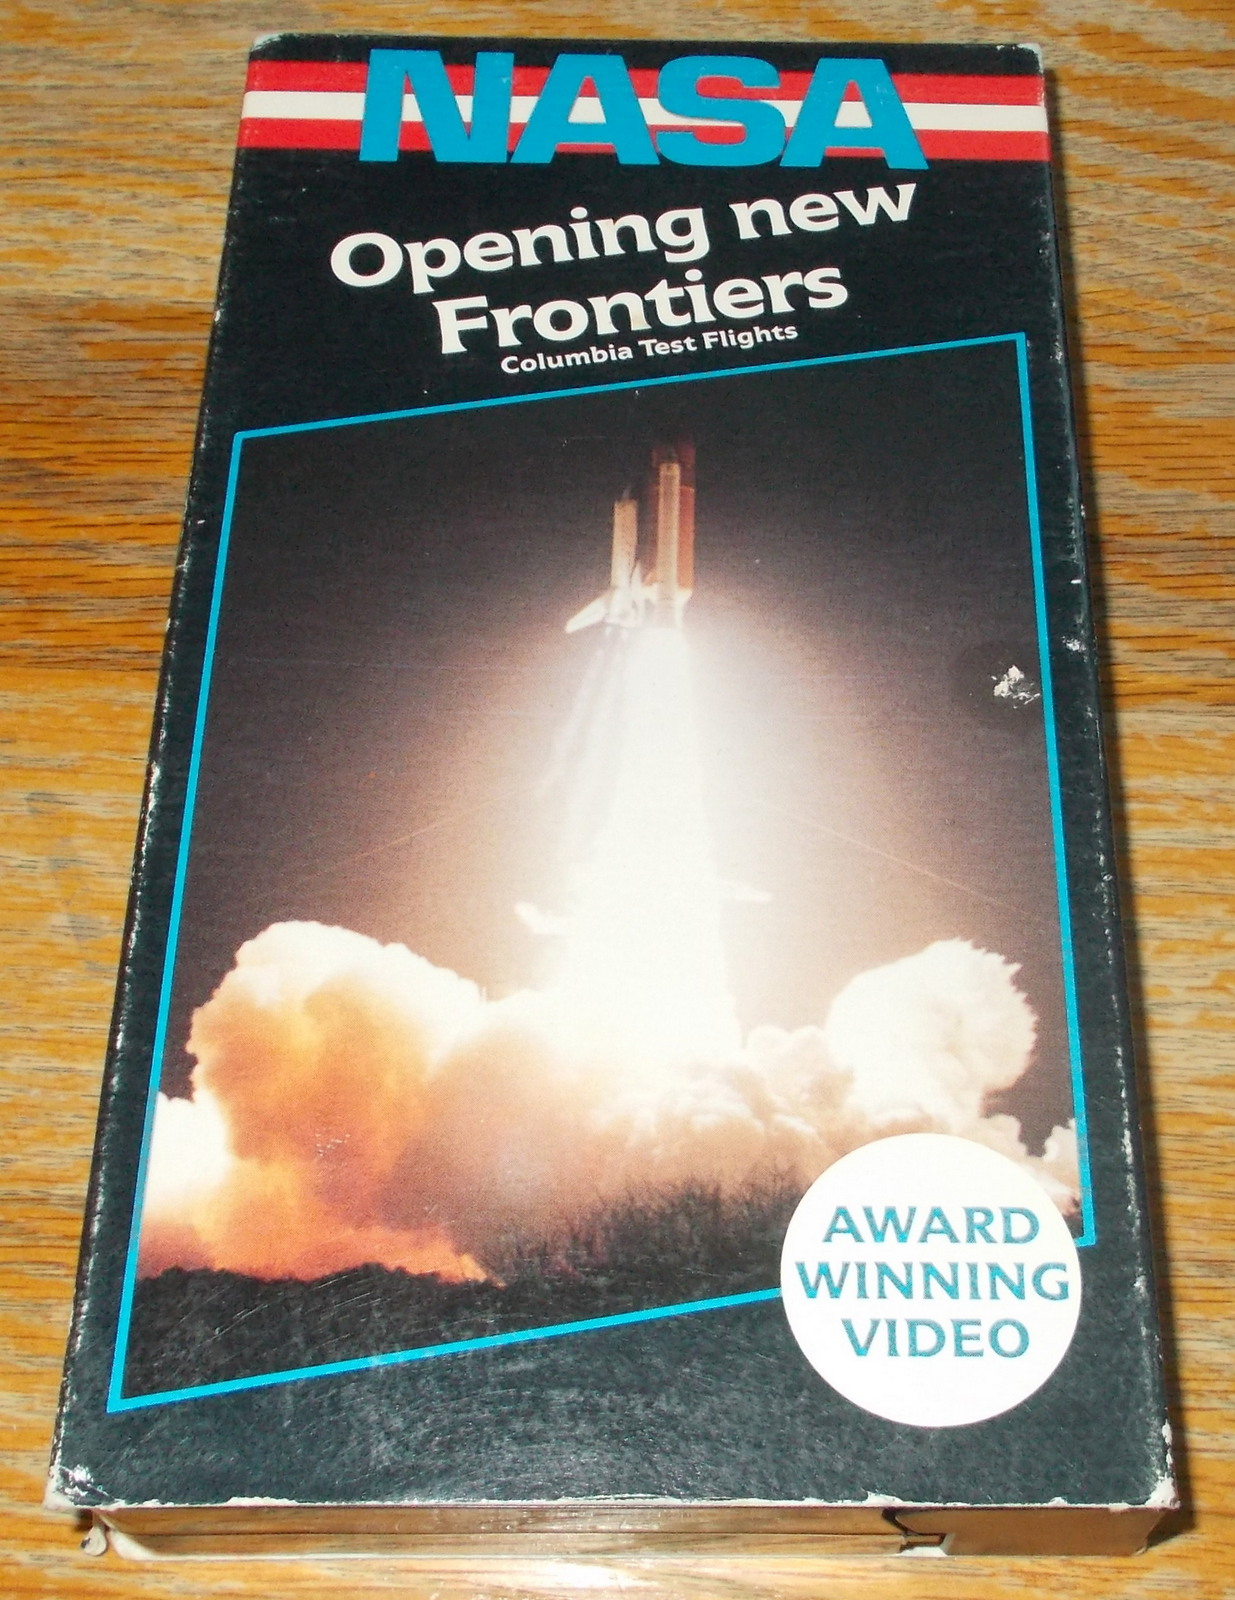 NASA
Opening new
Frontiers
Columbia Test Flights
AWARD
WINNING
VIDEO